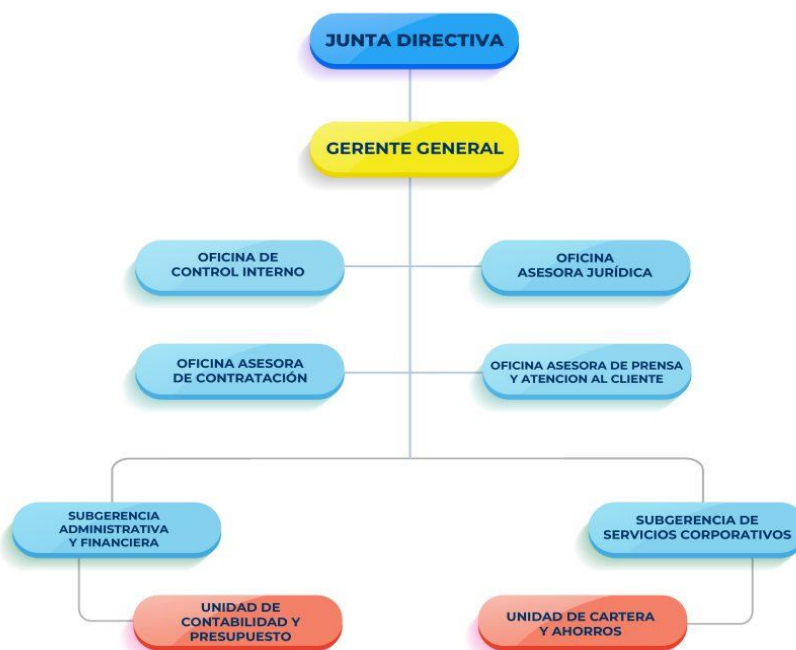 JUNTA DIRECTIVA
GERENTE GENERAL
OFICINA DE
CONTROL INTERNO
OFICINA
ASESORA JURÍDICA
OFICINA ASESORA
DE CONTRATACIÓN
OFICINA ASESORA DE PRENSA
Y ATENCION AL CLIENTE
SUBGERENCIA
ADMINISTRATIVA
Y FINANCIERA
SUBGERENCIA DE
SERVICIOS CORPORATIVOS
UNIDAD DE
CONTABILIDAD Y
PRESUPUESTO
UNIDAD DE CARTERA
Y AHORROS